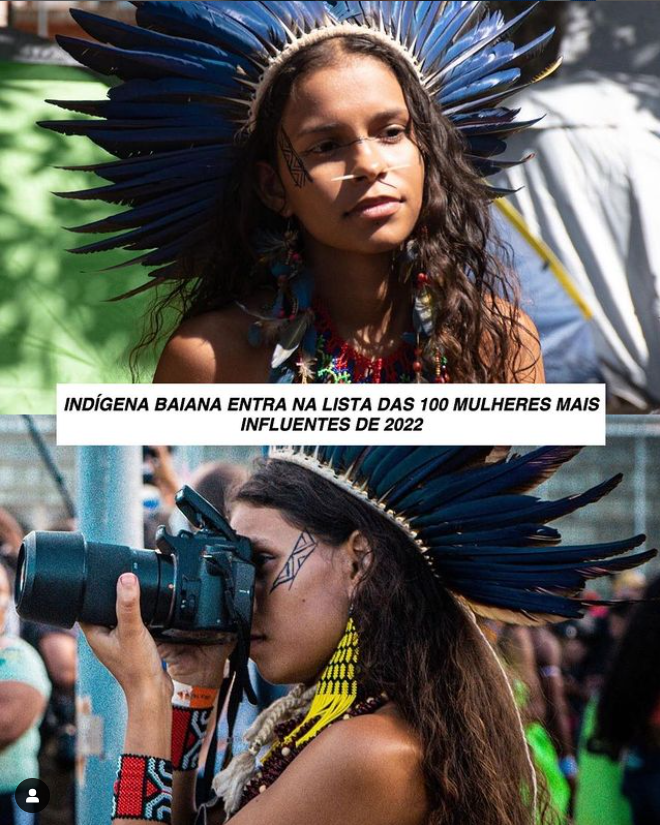 INDÍGENA BAIANA ENTRA NA LISTA DAS 100 MULHERES MAIS
INFLUENTES DE 2022